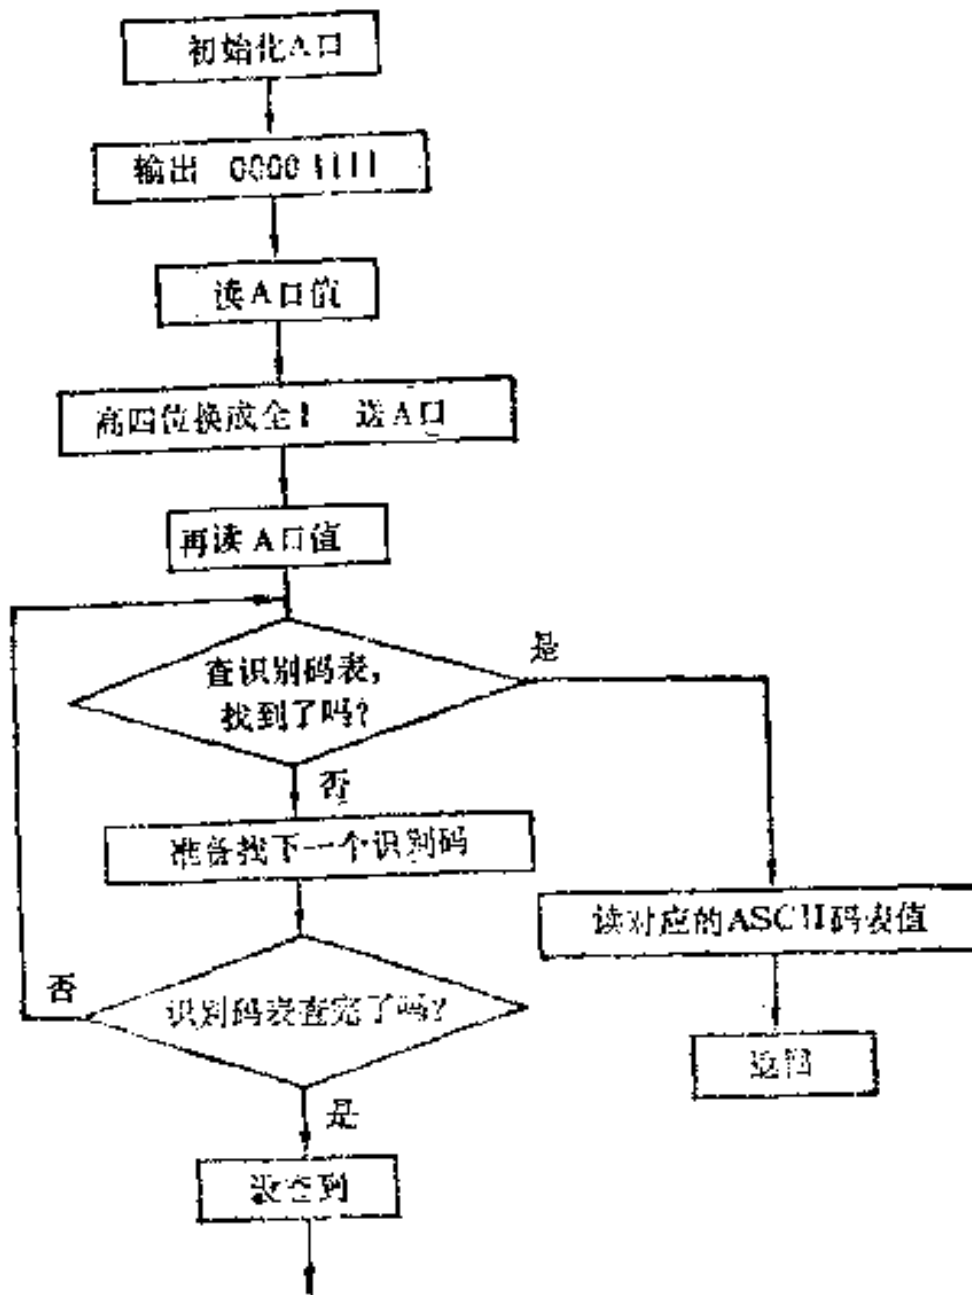 初始化A口
输出 0000 1111
读A口值
高四位换成全1 送A口
再读A口值
查识别码表,
找到了吗?
是
否
准备找下一个识别码
读对应的ASCII码表值
识别码表查完了吗?
否
返回
是
没查到